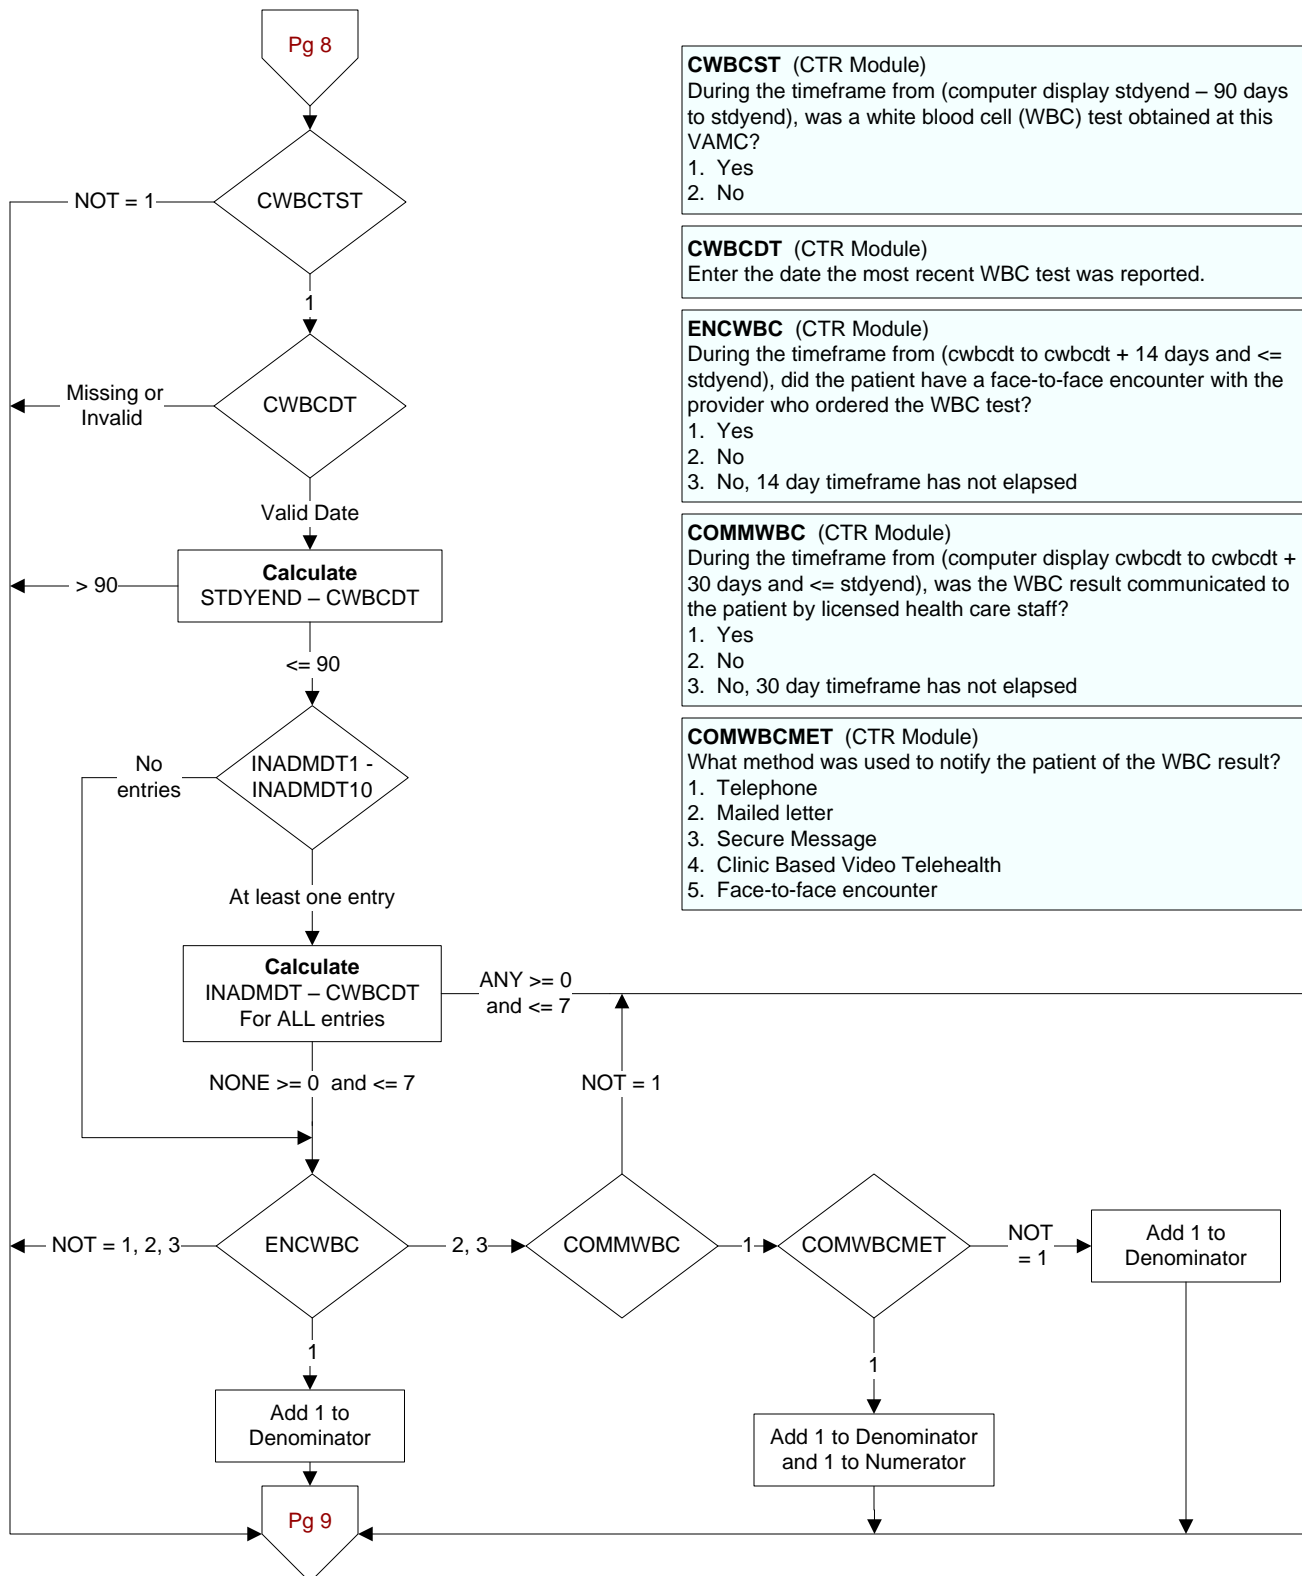 Pg 8
CWBCTST
NOT = 1
1
CWBCDT
Missing or
Invalid
Valid Date
Calculate
STDYEND – CWBCDT
> 90
<= 90
INADMDT1 -
INADMDT10
No
entries
At least one entry
Calculate
INADMDT – CWBCDT
For ALL entries
ANY >= 0
and <= 7
NONE >= 0 and <= 7
NOT = 1
NOT = 1, 2, 3
ENCWBC
2, 3
COMMWBC
1
COMWBCMET
NOT
= 1
Add 1 to
Denominator
1
1
Add 1 to
Denominator
Add 1 to Denominator
and 1 to Numerator
Pg 9
CWBCST (CTR Module)
During the timeframe from (computer display stdyend – 90 days
to stdyend), was a white blood cell (WBC) test obtained at this
VAMC?
1. Yes
2. No
CWBCDT (CTR Module)
Enter the date the most recent WBC test was reported.
ENCWBC (CTR Module)
During the timeframe from (cwbcdt to cwbcdt + 14 days and <=
stdyend), did the patient have a face-to-face encounter with the
provider who ordered the WBC test?
1. Yes
2. No
3. No, 14 day timeframe has not elapsed
COMMWBC (CTR Module)
During the timeframe from (computer display cwbcdt to cwbcdt +
30 days and <= stdyend), was the WBC result communicated to
the patient by licensed health care staff?
1. Yes
2. No
3. No, 30 day timeframe has not elapsed
COMWBCMET (CTR Module)
What method was used to notify the patient of the WBC result?
1. Telephone
2. Mailed letter
3. Secure Message
4. Clinic Based Video Telehealth
5. Face-to-face encounter